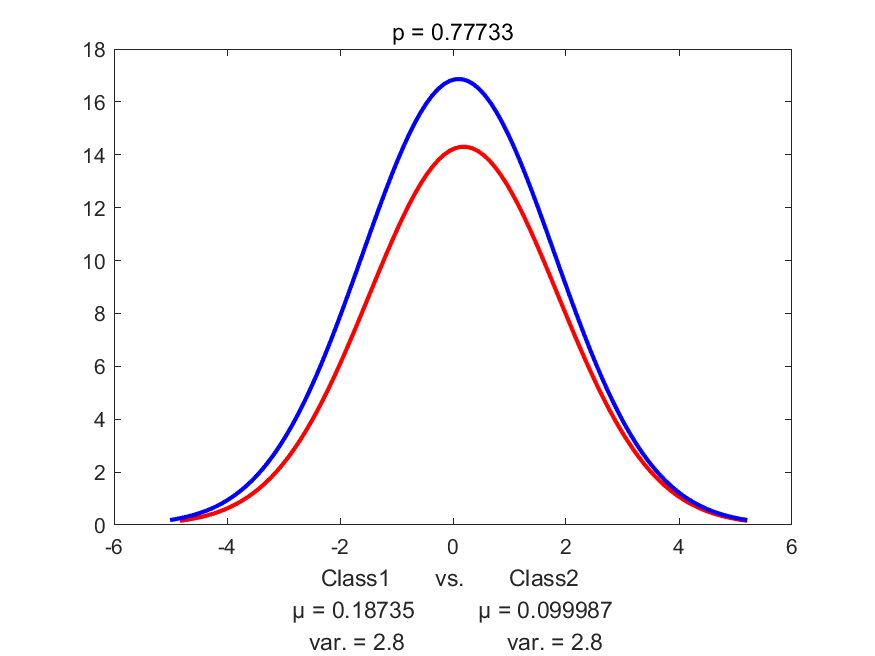 p = 0.77733
18
16
14
12
10
8
6
4
2
0
-6 -4 -2 0 2 4 6
Class1 vs. Class2
μ = 0.18735 μ = 0.099987
var. = 2.8 var. = 2.8